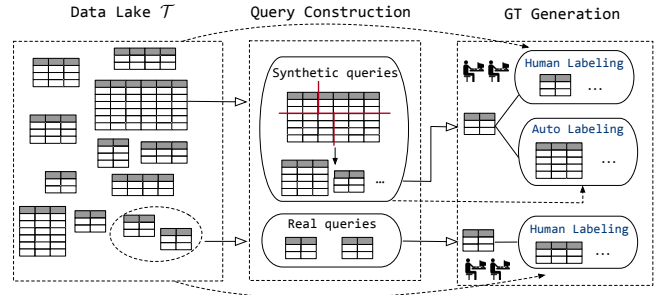 Data Lake 𝒯
Query Construction
GT Generation
Synthetic queries
...
Real queries
Human Labeling
...
Auto Labeling
...
Human Labeling
...